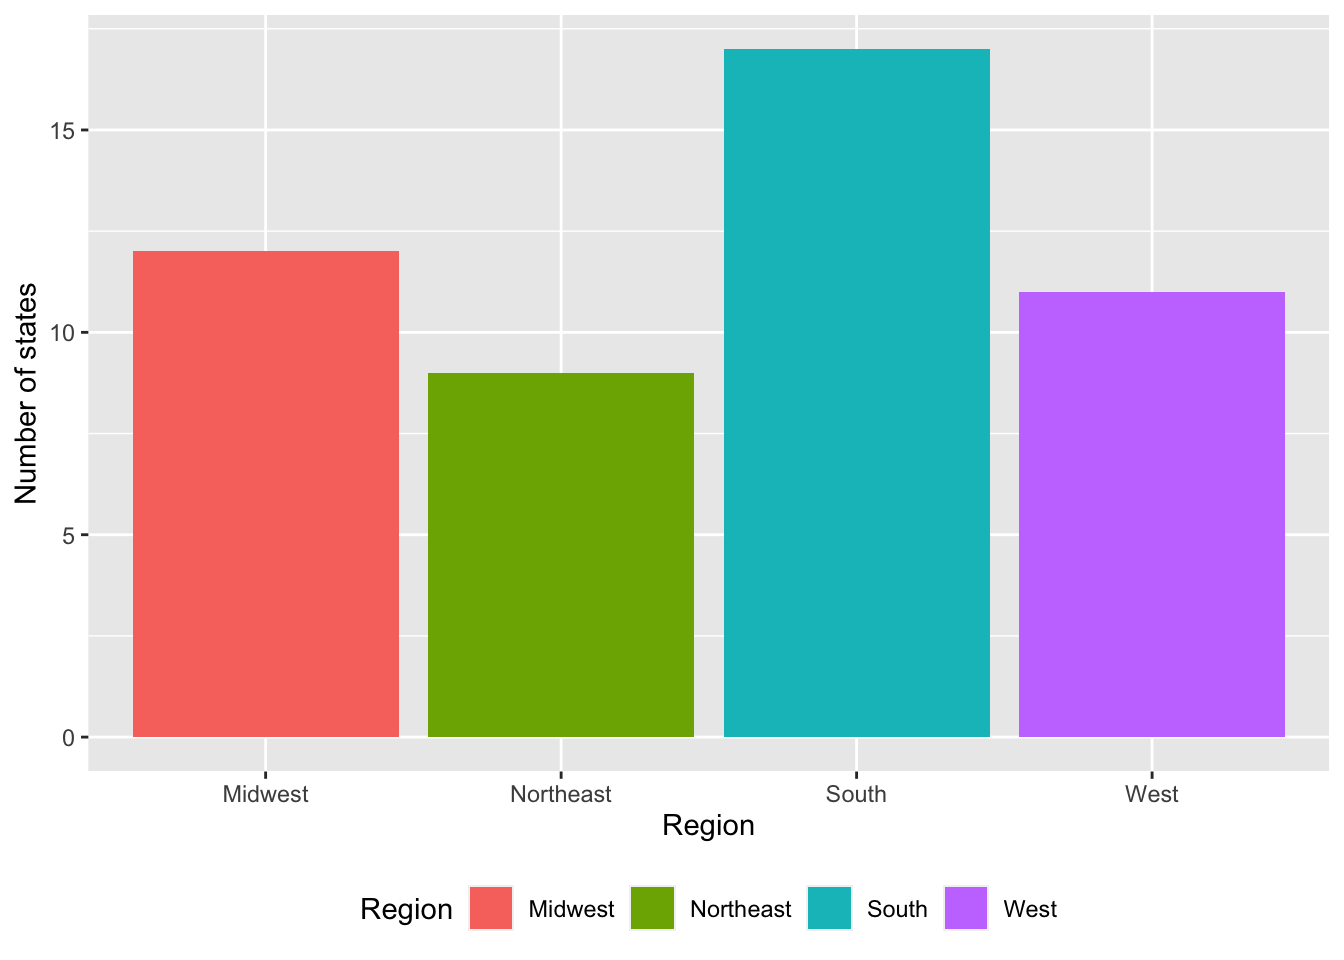 Number of states
15
10
5
0
Midwest Northeast South West
Region
Region Midwest Northeast South West